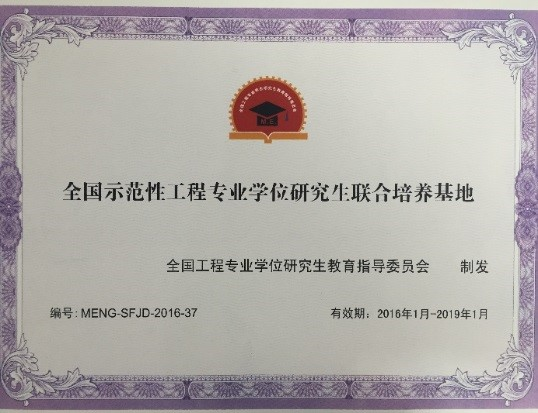 全国示范性工程专业学位研究生联合培养基地
全国工程专业学位研究生教育指导委员会 制发
编号: MENG-SFJD-2016-37 有效期: 2016年1月-2019年1月